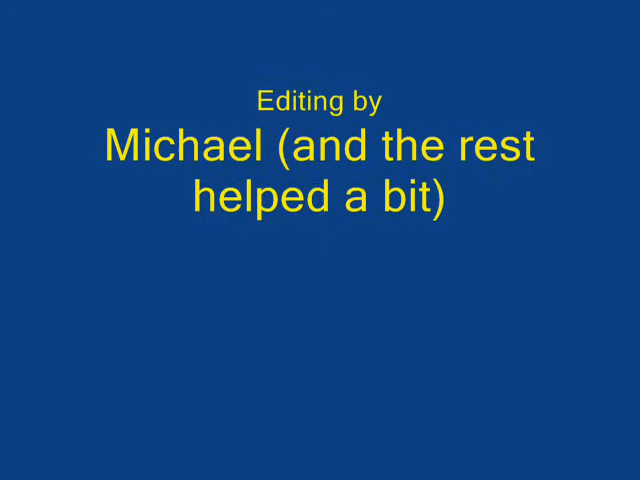 Editing by
Michael (and the rest
helped a bit)